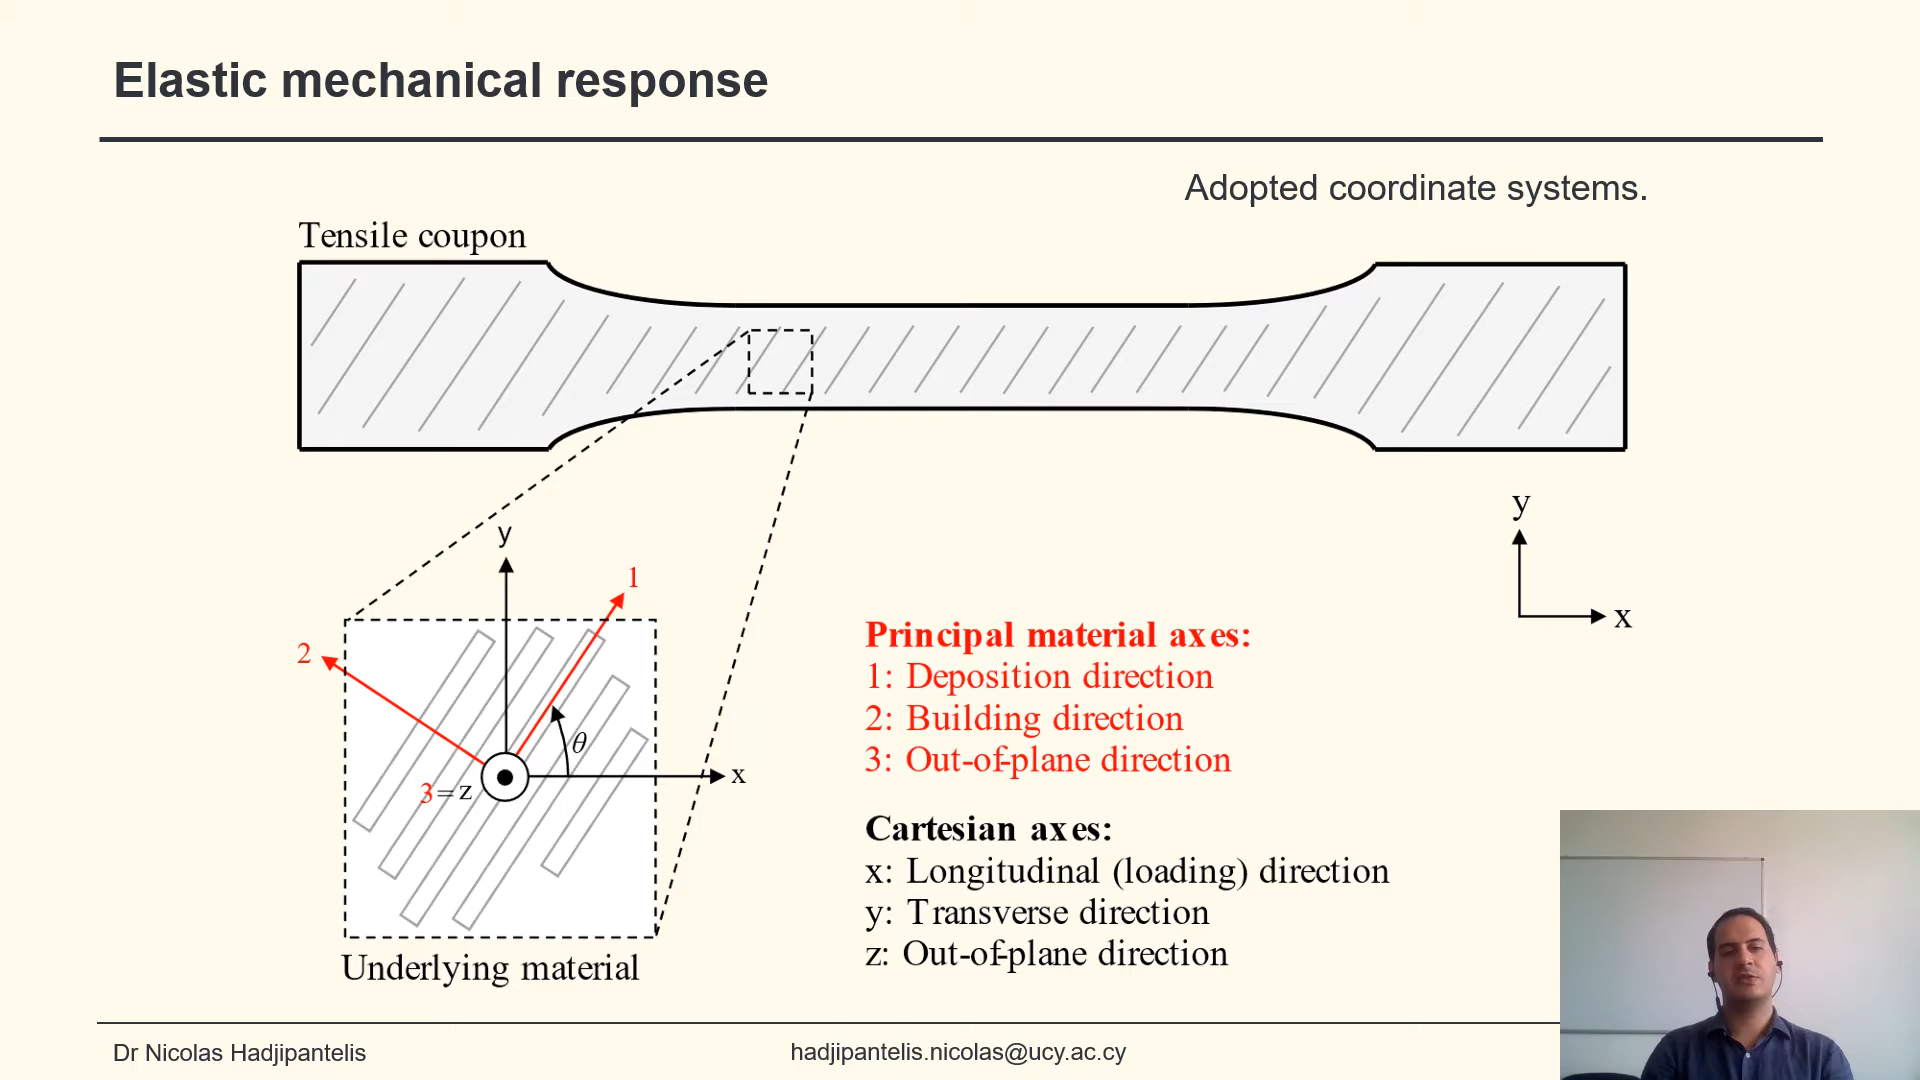 Elastic mechanical response
Adopted coordinate systems.
Tensile coupon
y
x
y
1
2
θ
x
3=z
Underlying material
Principal material axes:
1: Deposition direction
2: Building direction
3: Out-of-plane direction
Cartesian axes:
x: Longitudinal (loading) direction
y: Transverse direction
z: Out-of-plane direction
Dr Nicolas Hadjipantelis
hadjipantelis.nicolas@ucy.ac.cy